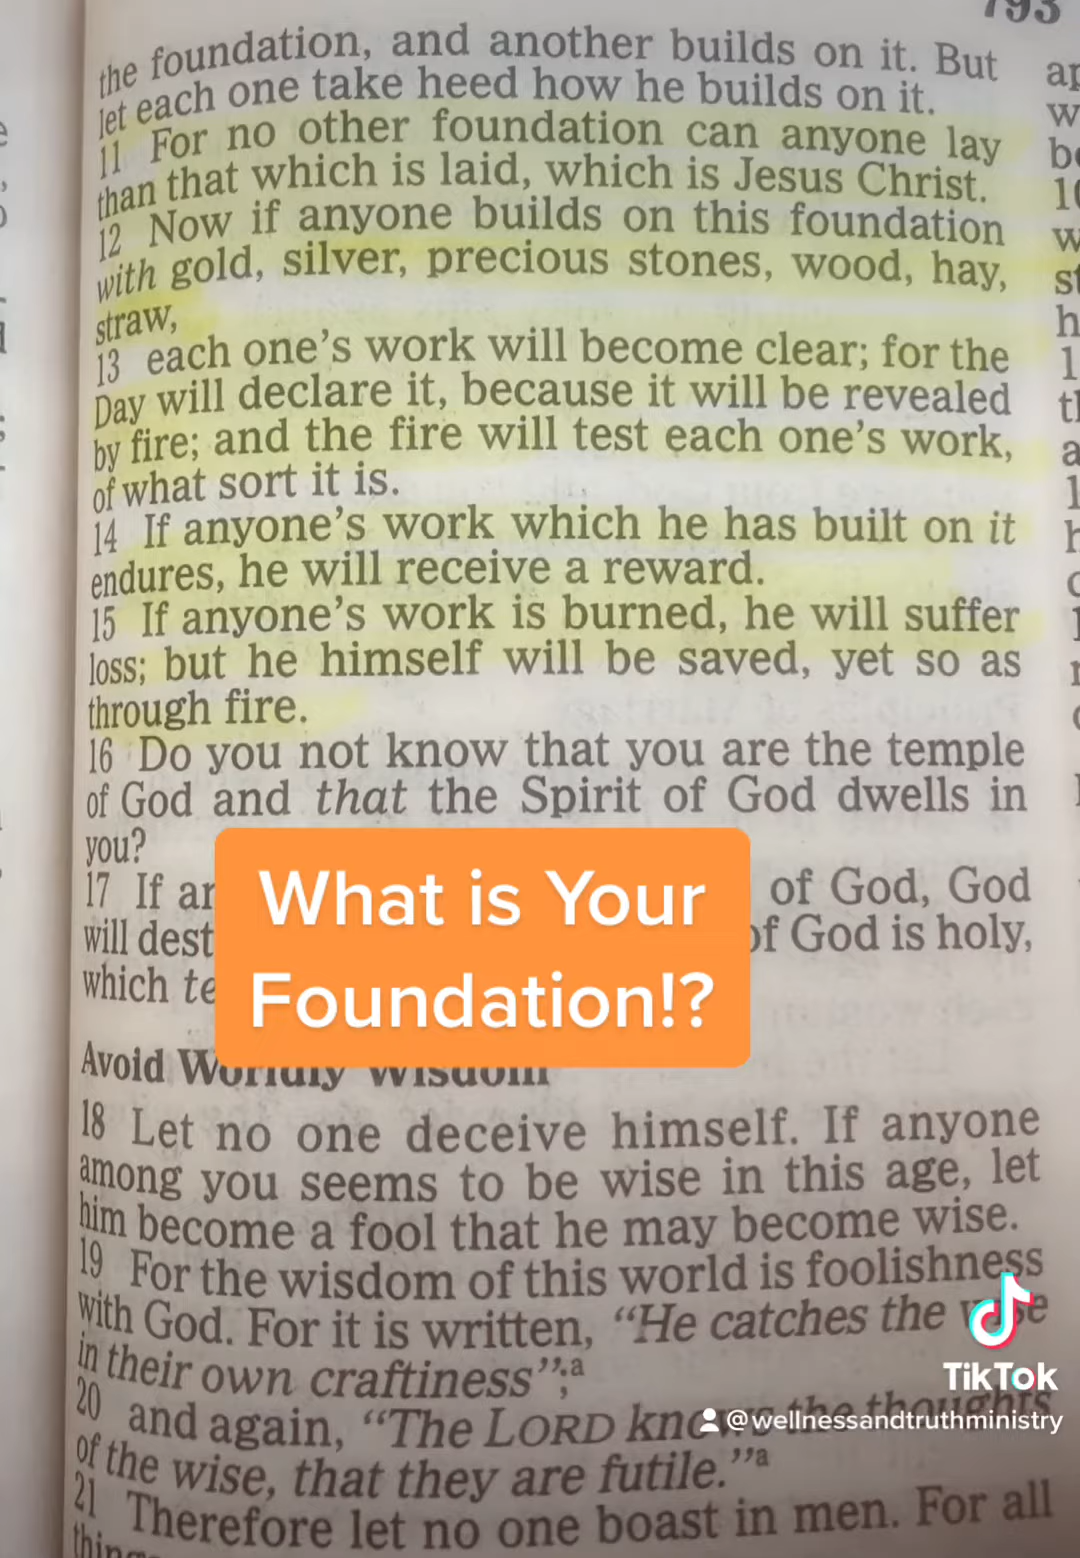 793
the foundation, and another builds on it. But
let each one take heed how he builds on it.
11 For no other foundation can anyone lay
than that which is laid, which is Jesus Christ.
12 Now if anyone builds on this foundation
with gold, silver, precious stones, wood, hay,
straw,
13 each one's work will become clear; for the
Day will declare it, because it will be revealed
by fire; and the fire will test each one's work,
of what sort it is.
14 If anyone's work which he has built on it
endures, he will receive a reward.
15 If anyone's work is burned, he will suffer
loss; but he himself will be saved, yet so as
through fire.
16 Do you not know that you are the temple
of God and that the Spirit of God dwells in
you?
17 If of God, God
will of God is holy,
which
What is Your
Foundation!?
Avoid Worldly Wisdom
18 Let no one deceive himself. If anyone
among you seems to be wise in this age, let
him become a fool that he may become wise.
19 For the wisdom of this world is foolishness
with God. For it is written, “He catches the wise
in their own craftiness”;a
20 and again, “The LORD knows the thoughts
of the wise, that they are futile.”a
21 Therefore let no one boast in men. For all
TikTok
@wellnessandtruthministry